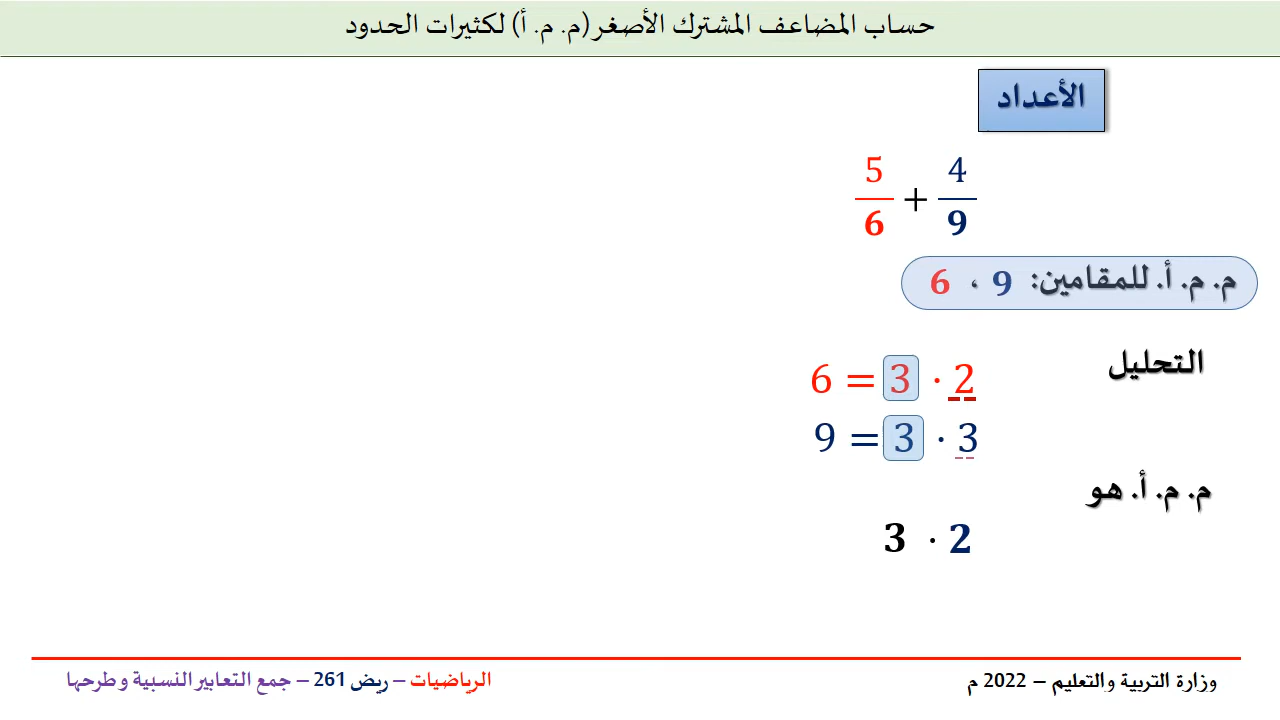 حساب المضاعف المشترك الأصغر (م. م. أ) لكثيرات الحدود
الأعداد
5/6 + 4/9
م. م. أ. للمقامين: 9 ، 6
التحليل
6 = 3 · 2
9 = 3 · 3
م. م. أ. هو
3 · 2
وزارة التربية والتعليم – 2022 م
الرياضيات – ريض 261 – جمع التعابير النسبية وطرحها